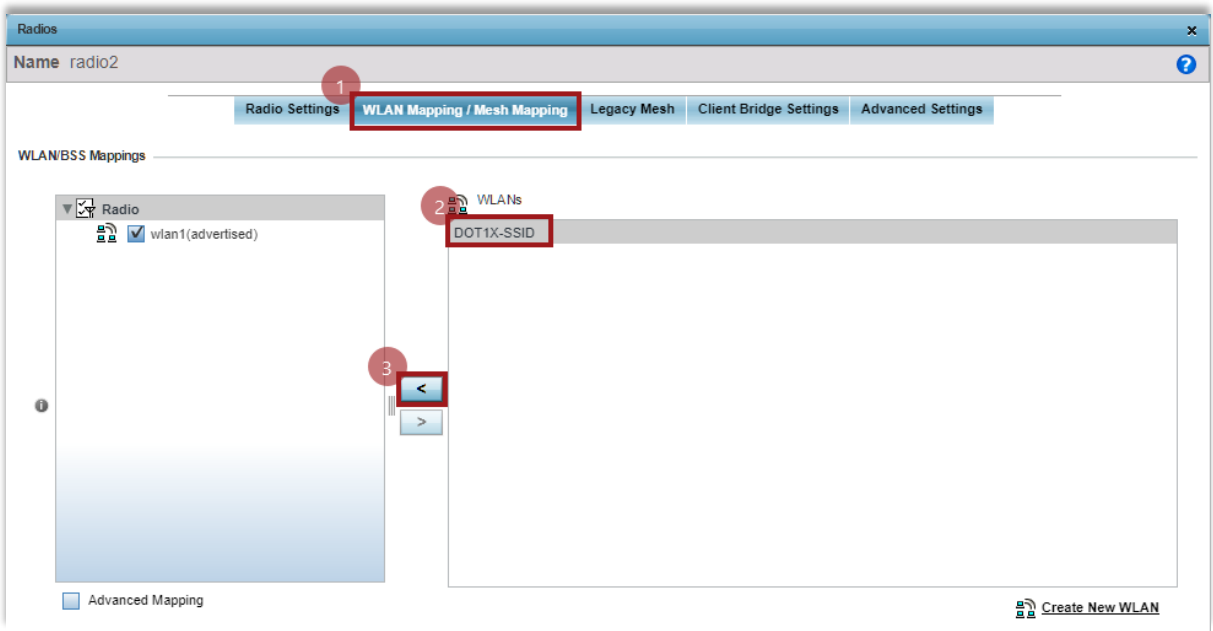 Radios
Name radio2
1
Radio Settings WLAN Mapping / Mesh Mapping Legacy Mesh Client Bridge Settings Advanced Settings
WLAN/BSS Mappings
Radio
wlan1(advertised)
2
WLANs
DOT1X-SSID
3
<
>
Advanced Mapping
Create New WLAN